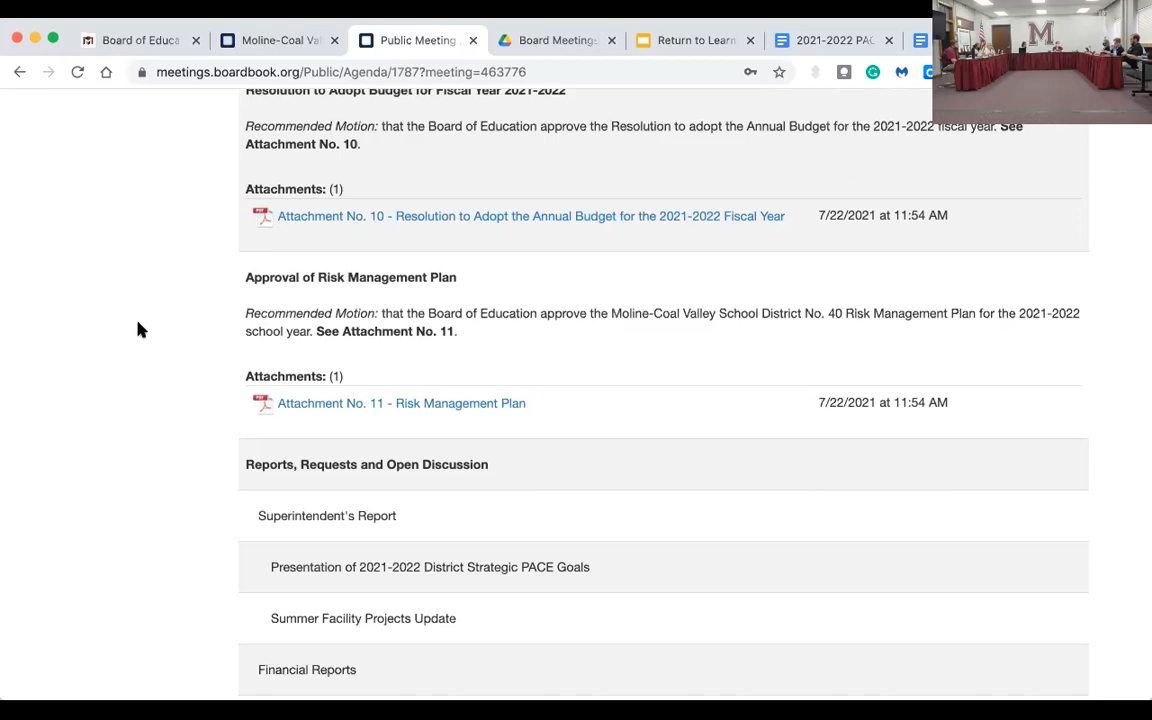 Board of Educa
Moline-Coal Va
Public Meeting
Board Meeting
Return to Learn
2021-2022 PAC
meetings.boardbook.org/Public/Agenda/1787?meeting=463776
M
Resolution to Adopt Budget for Fiscal Year 2021-2022
Recommended Motion: that the Board of Education approve the Resolution to adopt the Annual Budget for the 2021-2022 fiscal year. See
Attachment No. 10.
Attachments: (1)
Attachment No. 10 - Resolution to Adopt the Annual Budget for the 2021-2022 Fiscal Year 7/22/2021 at 11:54 AM
Approval of Risk Management Plan
Recommended Motion: that the Board of Education approve the Moline-Coal Valley School District No. 40 Risk Management Plan for the 2021-2022
school year. See Attachment No. 11.
Attachments: (1)
Attachment No. 11 - Risk Management Plan 7/22/2021 at 11:54 AM
Reports, Requests and Open Discussion
Superintendent's Report
Presentation of 2021-2022 District Strategic PACE Goals
Summer Facility Projects Update
Financial Reports